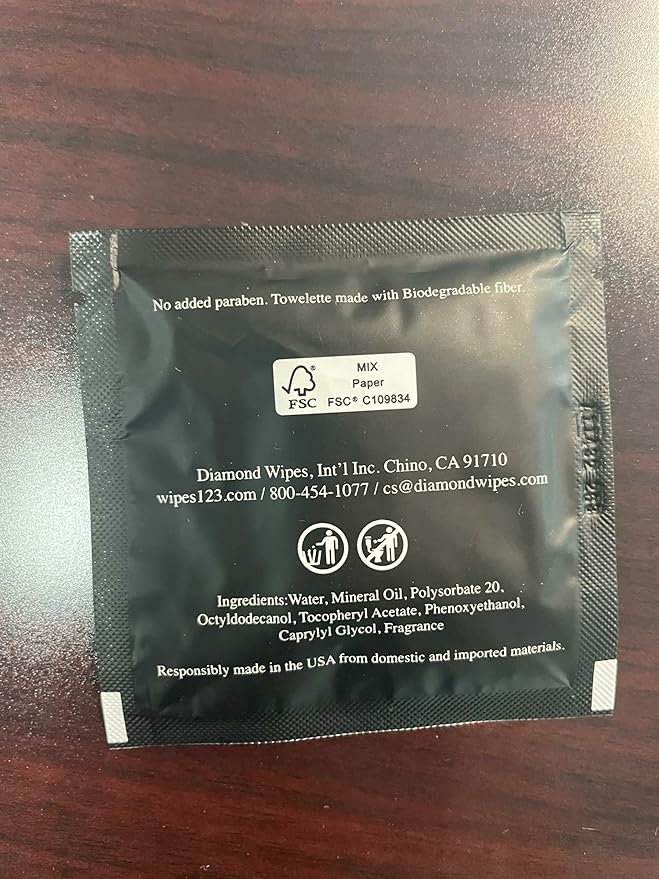 No added paraben. Towelette made with Biodegradable fiber.
FSC
MIX
Paper
FSC® C109834
Diamond Wipes, Int'l Inc. Chino, CA 91710
wipes123.com / 800-454-1077 / cs@diamondwipes.com
Ingredients:Water, Mineral Oil, Polysorbate 20,
Octyldodecanol, Tocopheryl Acetate, Phenoxyethanol,
Caprylyl Glycol, Fragrance
Responsibly made in the USA from domestic and imported materials.